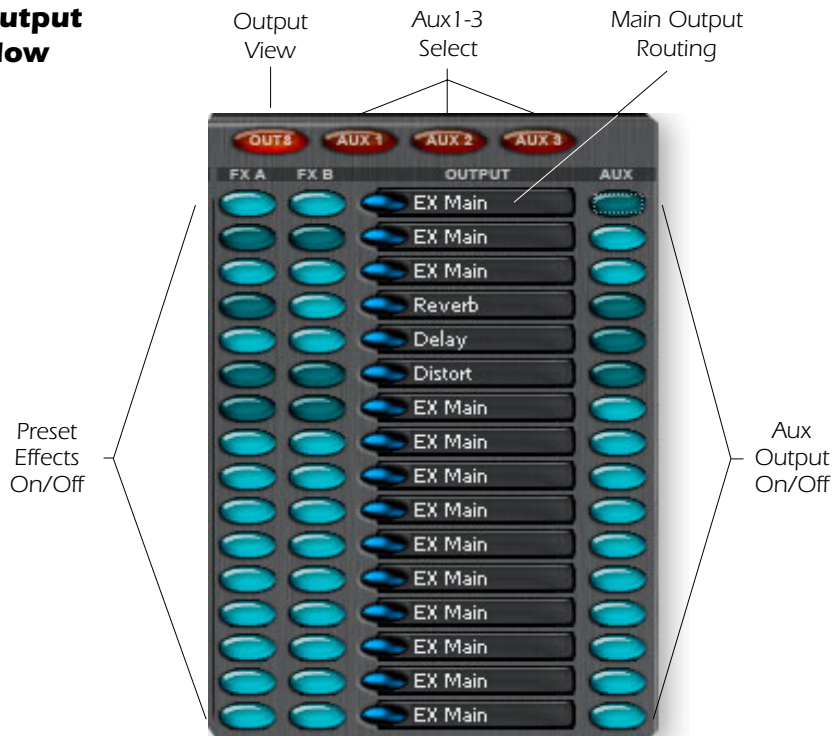 utput
Output
View
Aux1-3
Select
Main Output
Routing
OUTS AUX 1 AUX 2 AUX 3
FX A FX B OUTPUT AUX
EX Main
EX Main
EX Main
Reverb
Delay
Distort
EX Main
EX Main
EX Main
EX Main
EX Main
EX Main
EX Main
EX Main
EX Main
EX Main
Preset
Effects
On/Off
Aux
Output
On/Off